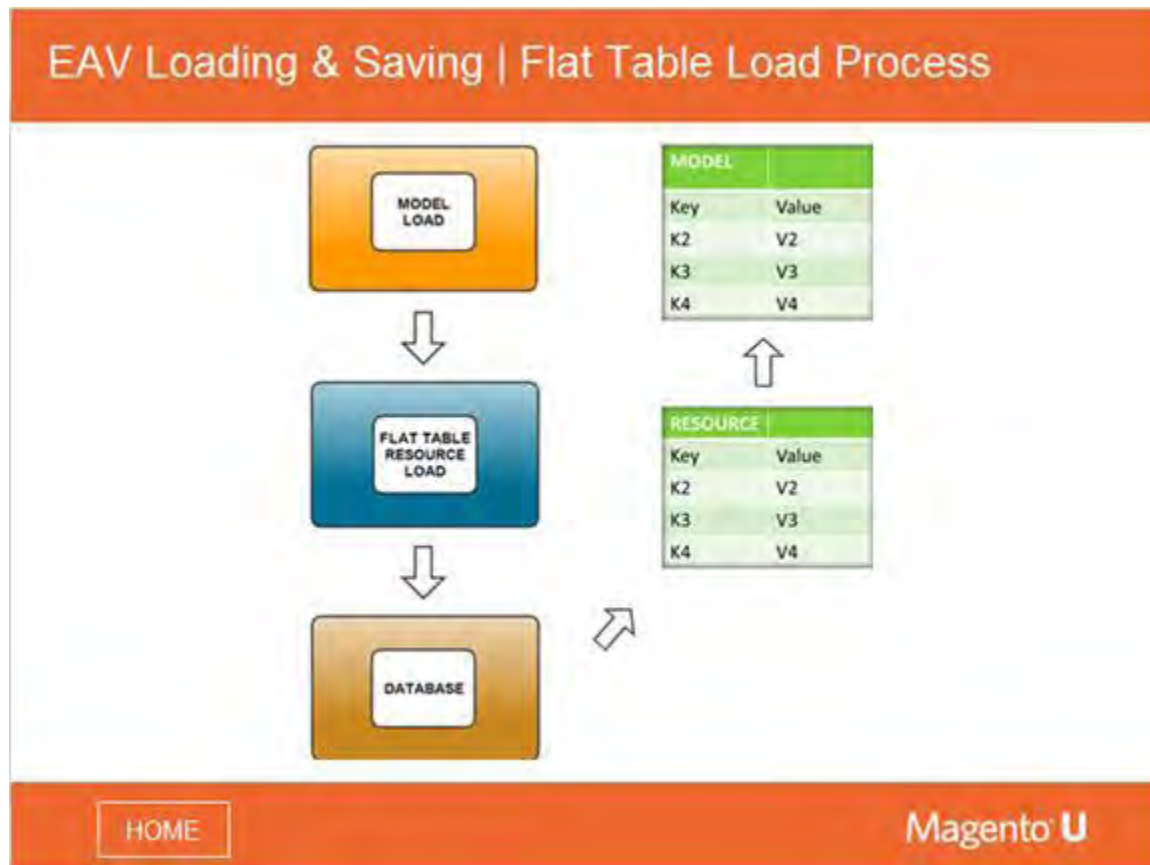 EAV Loading & Saving | Flat Table Load Process
MODEL
LOAD
FLAT TABLE
RESOURCE
LOAD
DATABASE
MODEL
Key Value
K2 V2
K3 V3
K4 V4
RESOURCE
Key Value
K2 V2
K3 V3
K4 V4
HOME
Magento U